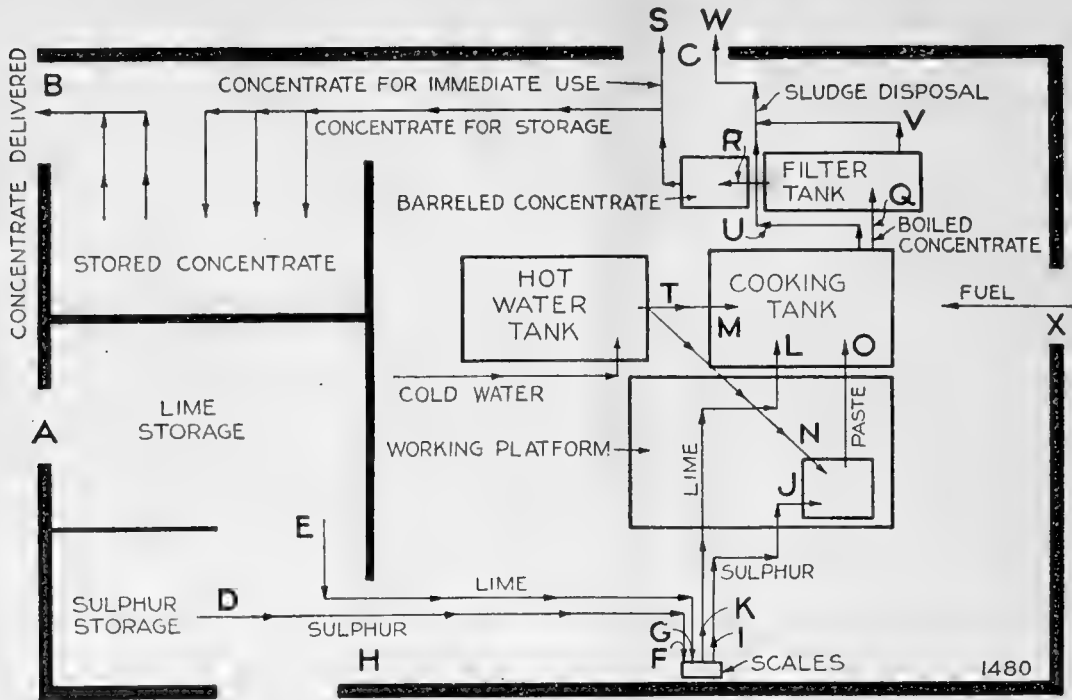 S
W
B
C
CONCENTRATE FOR IMMEDIATE USE
SLUDGE DISPOSAL
CONCENTRATE FOR STORAGE
V
CONCENTRATE DELIVERED
R
FILTER
TANK
BARRELED CONCENTRATE
Q
U
BOILED
CONCENTRATE
STORED CONCENTRATE
HOT
WATER
TANK
T
COOKING
TANK
M
FUEL
X
L
O
COLD WATER
LIME
STORAGE
A
WORKING PLATFORM
LIME
N
PASTE
J
E
SULPHUR
LIME
SULPHUR
STORAGE
D
SULPHUR
K
G
I
F
H
SCALES
1480